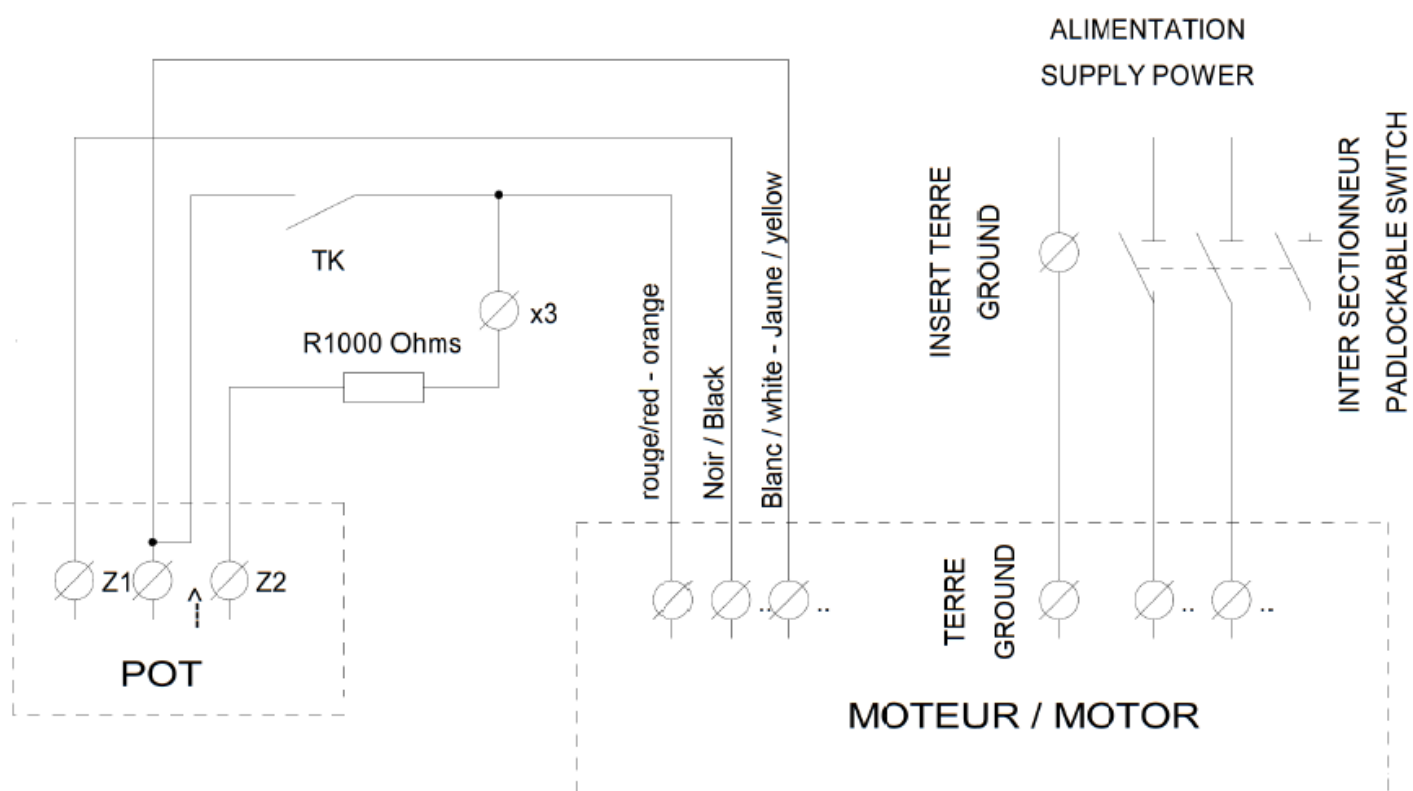 ALIMENTATION
SUPPLY POWER
INSERT TERRE
GROUND
INTER SECTIONNEUR
PADLOCKABLE SWITCH
TK
x3
R1000 Ohms
rouge/red - orange
Noir / Black
Blanc / white - Jaune / yellow
Z1
Z2
POT
TERRE
GROUND
..
..
..
..
MOTEUR / MOTOR